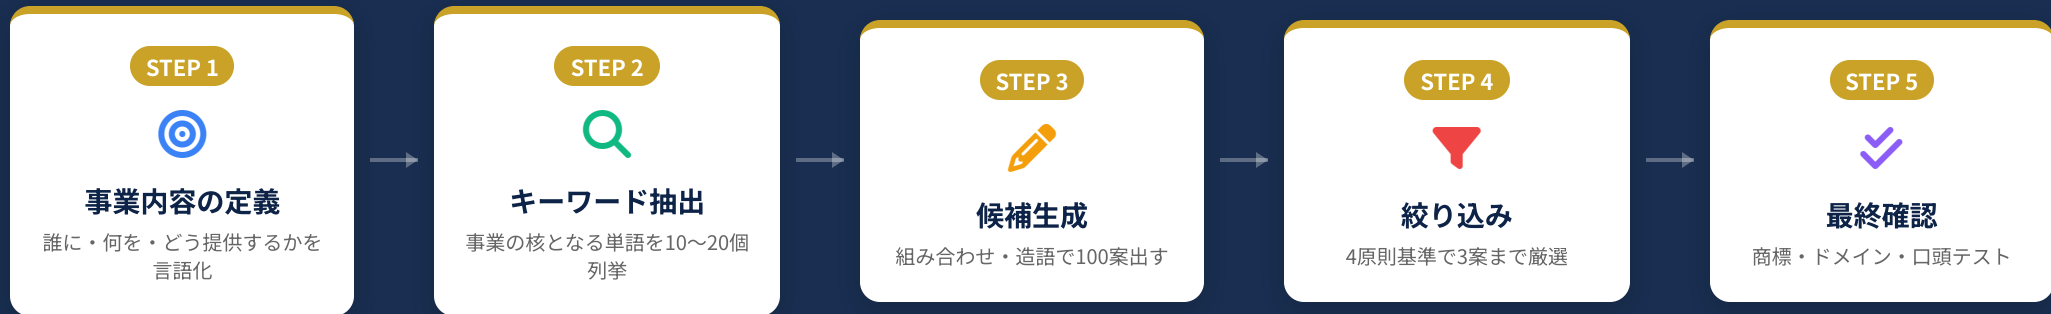 STEP 1
事業内容の定義
誰に・何を・どう提供するかを
言語化
STEP 2
キーワード抽出
事業の核となる単語を10〜20個
列挙
STEP 3
候補生成
組み合わせ・造語で100案出す
STEP 4
絞り込み
4原則基準で3案まで厳選
STEP 5
最終確認
商標・ドメイン・口頭テスト